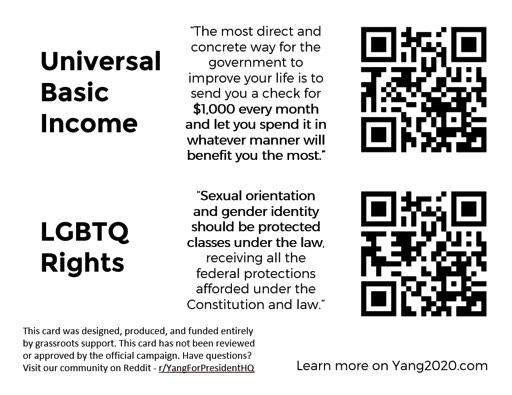 Universal
Basic
Income
"The most direct and
concrete way for the
government to
improve your life is to
send you a check for
$1,000 every month
and let you spend it in
whatever manner will
benefit you the most."
LGBTQ
Rights
"Sexual orientation
and gender identity
should be protected
classes under the law,
receiving all the
federal protections
afforded under the
Constitution and law."
This card was designed, produced, and funded entirely
by grassroots support. This card has not been reviewed
or approved by the official campaign. Have questions?
Visit our community on Reddit - r/YangForPresidentHQ
Learn more on Yang2020.com